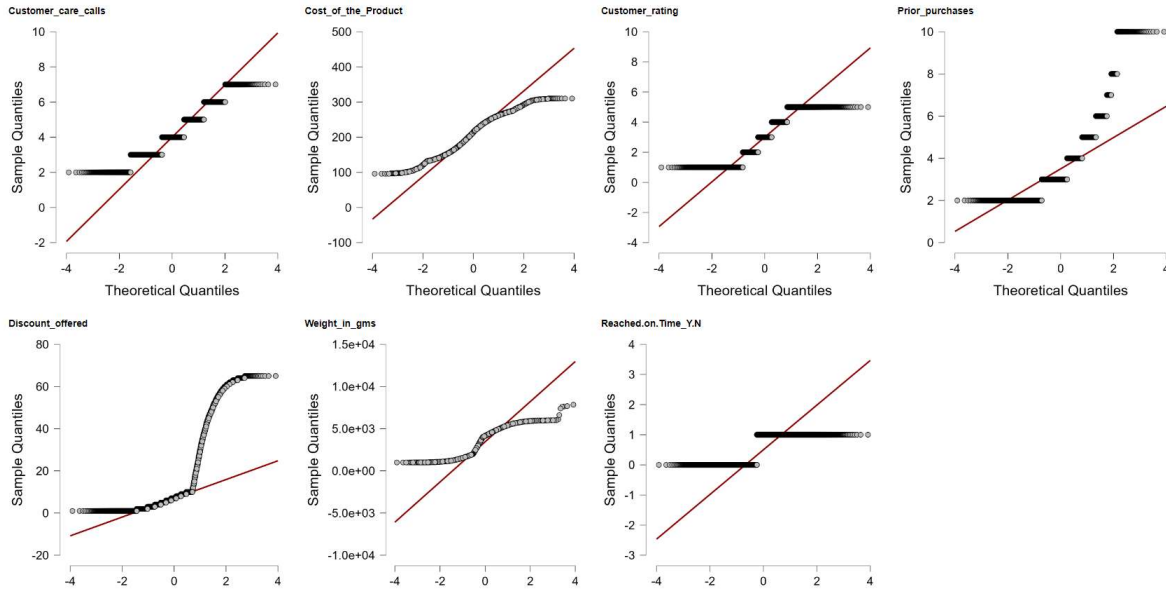 Customer_care_calls
Cost_of_the_Product
Customer_rating
Prior_purchases
Sample Quantiles
10
8
6
4
2
0
-2
-4 -2 0 2 4
Theoretical Quantiles
Sample Quantiles
500
400
300
200
100
0
-100
-4 -2 0 2 4
Theoretical Quantiles
Sample Quantiles
10
8
6
4
2
0
-2
-4
-4 -2 0 2 4
Theoretical Quantiles
Sample Quantiles
10
8
6
4
2
0
-4 -2 0 2 4
Theoretical Quantiles
Discount_offered
Weight_in_gms
Reached.on.Time_Y.N
Sample Quantiles
80
60
40
20
0
-20
-4 -2 0 2 4
Sample Quantiles
1.5e+04
1.0e+04
5.0e+03
0.0e+00
-5.0e+03
-1.0e+04
-4 -2 0 2 4
Sample Quantiles
4
3
2
1
0
-1
-2
-3
-4 -2 0 2 4